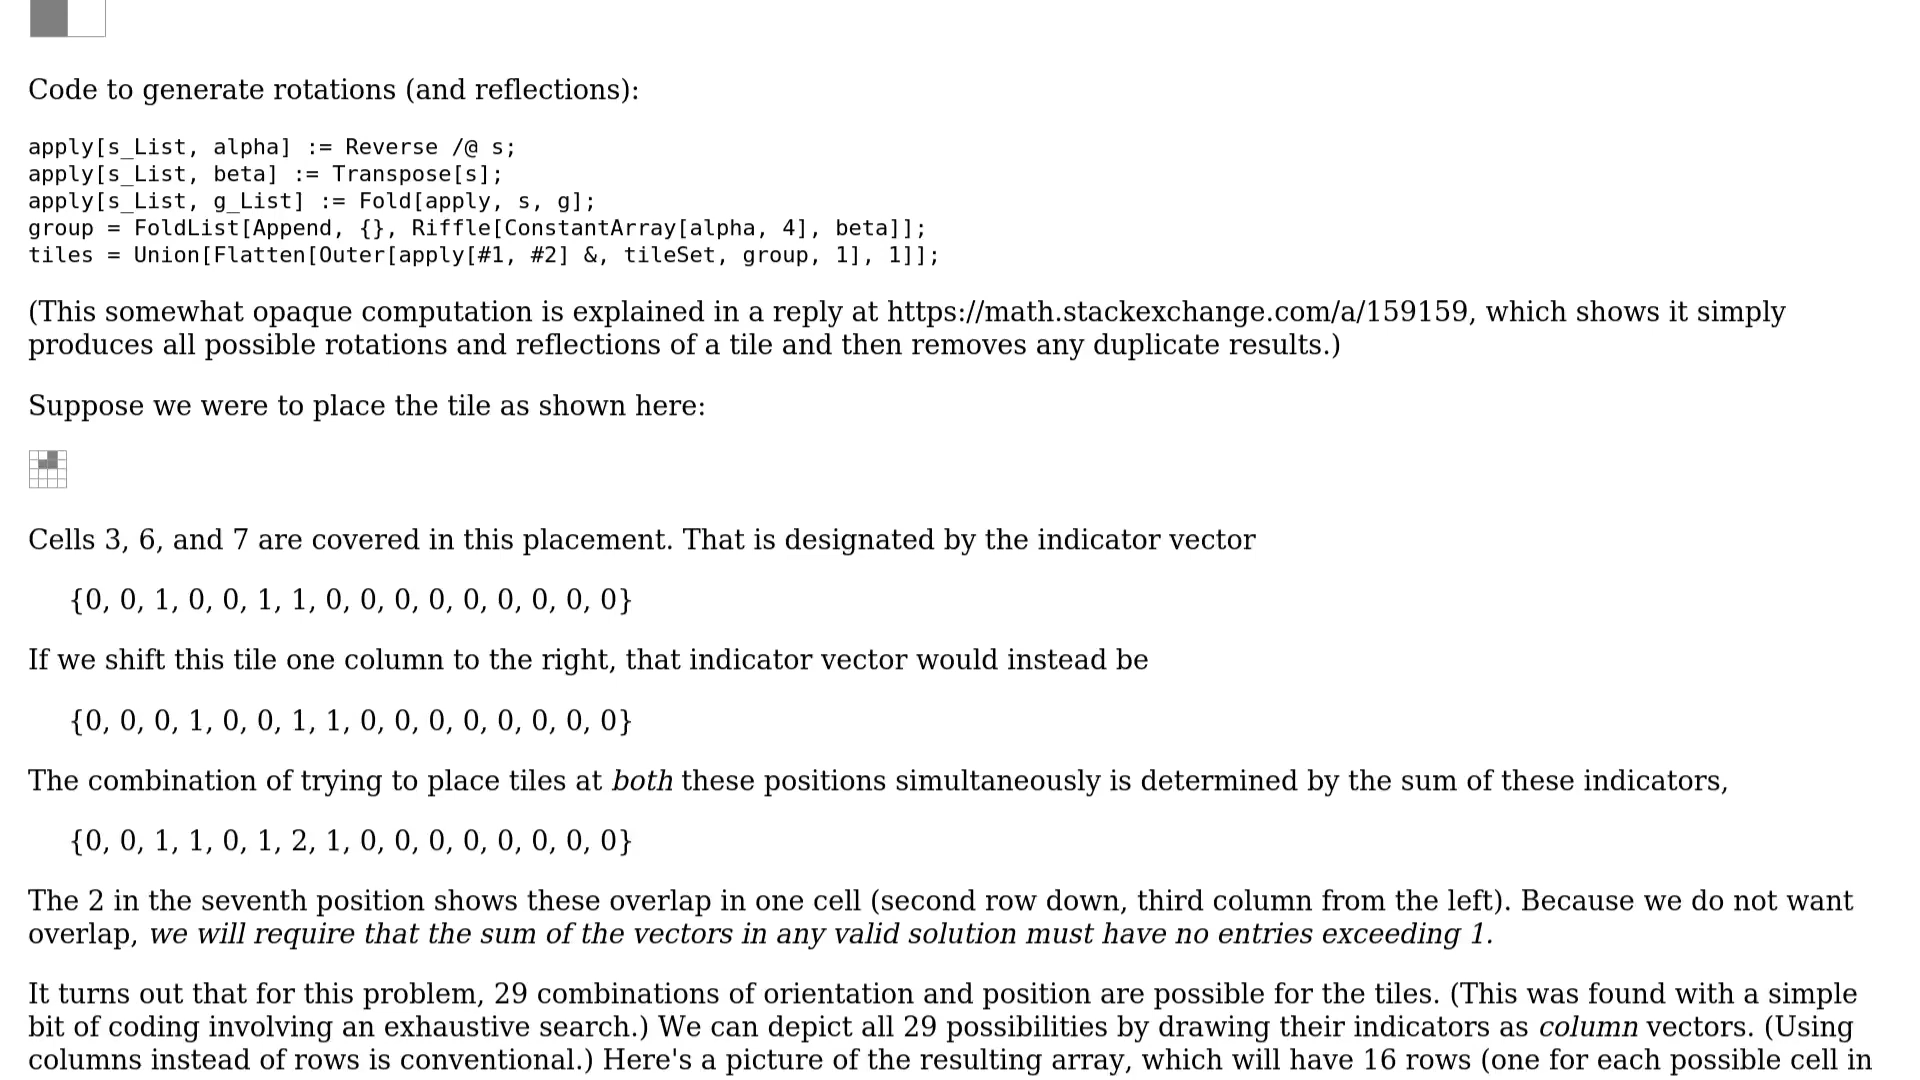 Code to generate rotations (and reflections):
apply[s_List, alpha] := Reverse /@ s;
apply[s_List, beta] := Transpose[s];
apply[s_List, g_List] := Fold[apply, s, g];
group = FoldList[Append, {}, Riffle[ConstantArray[alpha, 4], beta]];
tiles = Union[Flatten[Outer[apply[#1, #2] &, tileSet, group, 1], 1]];
(This somewhat opaque computation is explained in a reply at https://math.stackexchange.com/a/159159, which shows it simply
produces all possible rotations and reflections of a tile and then removes any duplicate results.)
Suppose we were to place the tile as shown here:
Cells 3, 6, and 7 are covered in this placement. That is designated by the indicator vector
{0, 0, 1, 0, 0, 1, 1, 0, 0, 0, 0, 0, 0, 0, 0, 0}
If we shift this tile one column to the right, that indicator vector would instead be
{0, 0, 0, 1, 0, 0, 1, 1, 0, 0, 0, 0, 0, 0, 0, 0}
The combination of trying to place tiles at both these positions simultaneously is determined by the sum of these indicators,
{0, 0, 1, 1, 0, 1, 2, 1, 0, 0, 0, 0, 0, 0, 0, 0}
The 2 in the seventh position shows these overlap in one cell (second row down, third column from the left). Because we do not want
overlap, we will require that the sum of the vectors in any valid solution must have no entries exceeding 1.
It turns out that for this problem, 29 combinations of orientation and position are possible for the tiles. (This was found with a simple
bit of coding involving an exhaustive search.) We can depict all 29 possibilities by drawing their indicators as column vectors. (Using
columns instead of rows is conventional.) Here's a picture of the resulting array, which will have 16 rows (one for each possible cell in